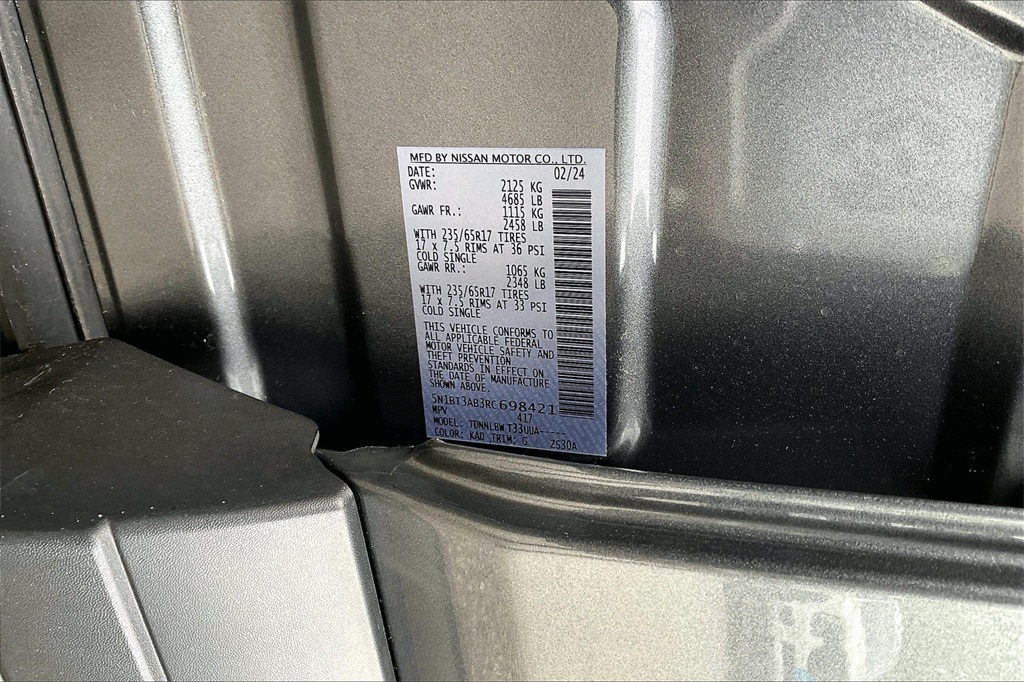 MFD BY NISSAN MOTOR CO., LTD.
DATE: 02/24
GVWR: 2125 KG
4685 LB
GAWR FR.: 1115 KG
2458 LB
WITH 235/65R17 TIRES
17 x 7.5 RIMS AT 36 PSI
COLD SINGLE
GAWR RR.: 1065 KG
2348 LB
WITH 235/65R17 TIRES
17 x 7.5 RIMS AT 33 PSI
COLD SINGLE
THIS VEHICLE CONFORMS TO
ALL APPLICABLE FEDERAL
MOTOR VEHICLE SAFETY AND
THEFT PREVENTION
STANDARDS IN EFFECT ON
THE DATE OF MANUFACTURE
SHOWN ABOVE.
5N1BT3AB3RC698421
MPV 417
MODEL: TDNNLBW T33UUA-----
COLOR: KAD TRIM: G ZS30A